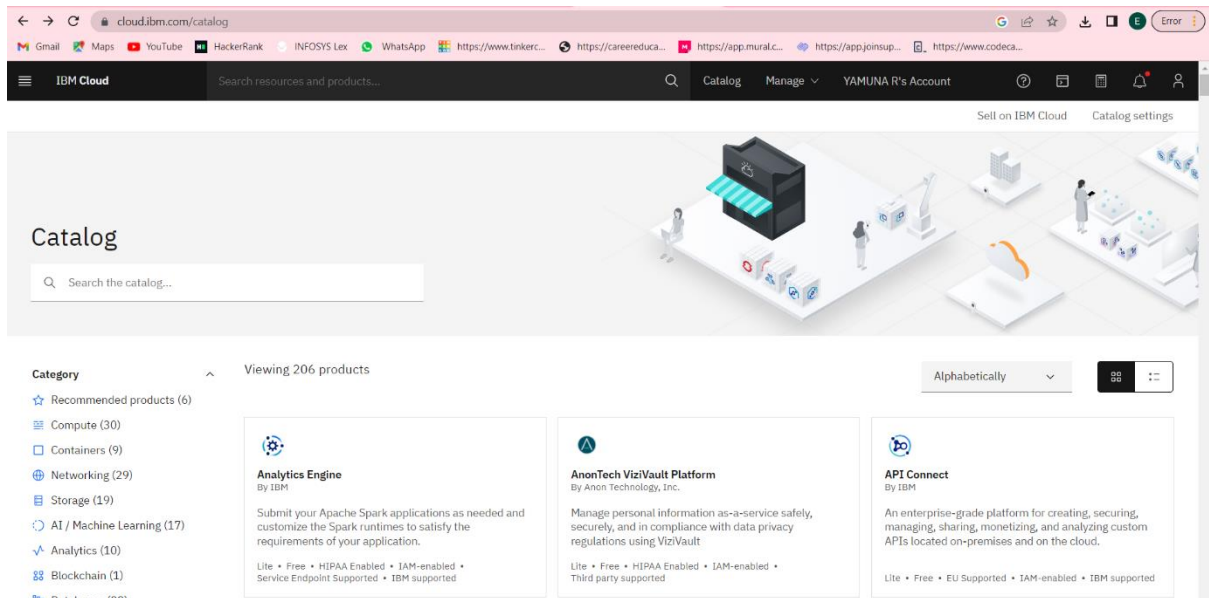 cloud.ibm.com/catalog
E
Error
Gmail Maps YouTube HackerRank INFOSYS Lex WhatsApp https://www.tinkerc... https://careereduca... https://app.mural.c... https://app.joinsup... https://www.codeca...
IBM Cloud Search resources and products... Catalog Manage YAMUNA R's Account
Sell on IBM Cloud Catalog settings
Catalog
Search the catalog...
Category
Recommended products (6)
Compute (30)
Containers (9)
Networking (29)
Storage (19)
AI / Machine Learning (17)
Analytics (10)
Blockchain (1)
Viewing 206 products
Alphabetically
Analytics Engine
By IBM
Submit your Apache Spark applications as needed and
customize the Spark runtimes to satisfy the
requirements of your application.
Lite • Free • HIPAA Enabled • IAM-enabled •
Service Endpoint Supported • IBM supported
AnonTech ViziVault Platform
By Anon Technology, Inc.
Manage personal information as-a-service safely,
securely, and in compliance with data privacy
regulations using ViziVault
Lite • Free • HIPAA Enabled • IAM-enabled •
Third party supported
API Connect
By IBM
An enterprise-grade platform for creating, securing,
managing, sharing, monetizing, and analyzing custom
APIs located on-premises and on the cloud.
Lite • Free • EU Supported • IAM-enabled • IBM supported